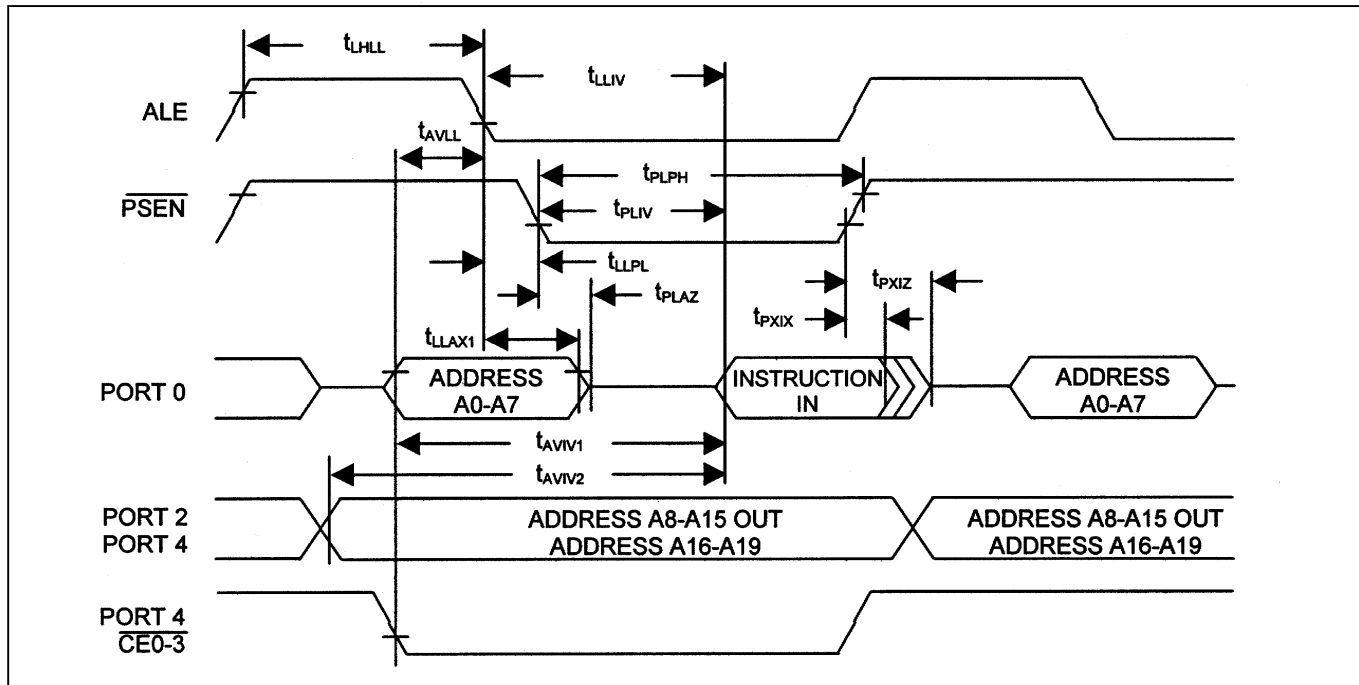 tLHLL
tLLIV
ALE
tAVLL
tPLPH
PSEN
tPLIV
tLLPL
tPXIZ
tPLAZ
tPXIX
tLLAX1
PORT 0
ADDRESS
A0-A7
INSTRUCTION
IN
ADDRESS
A0-A7
tAVIV1
tAVIV2
PORT 2
PORT 4
ADDRESS A8-A15 OUT
ADDRESS A16-A19
ADDRESS A8-A15 OUT
ADDRESS A16-A19
PORT 4
CE0-3